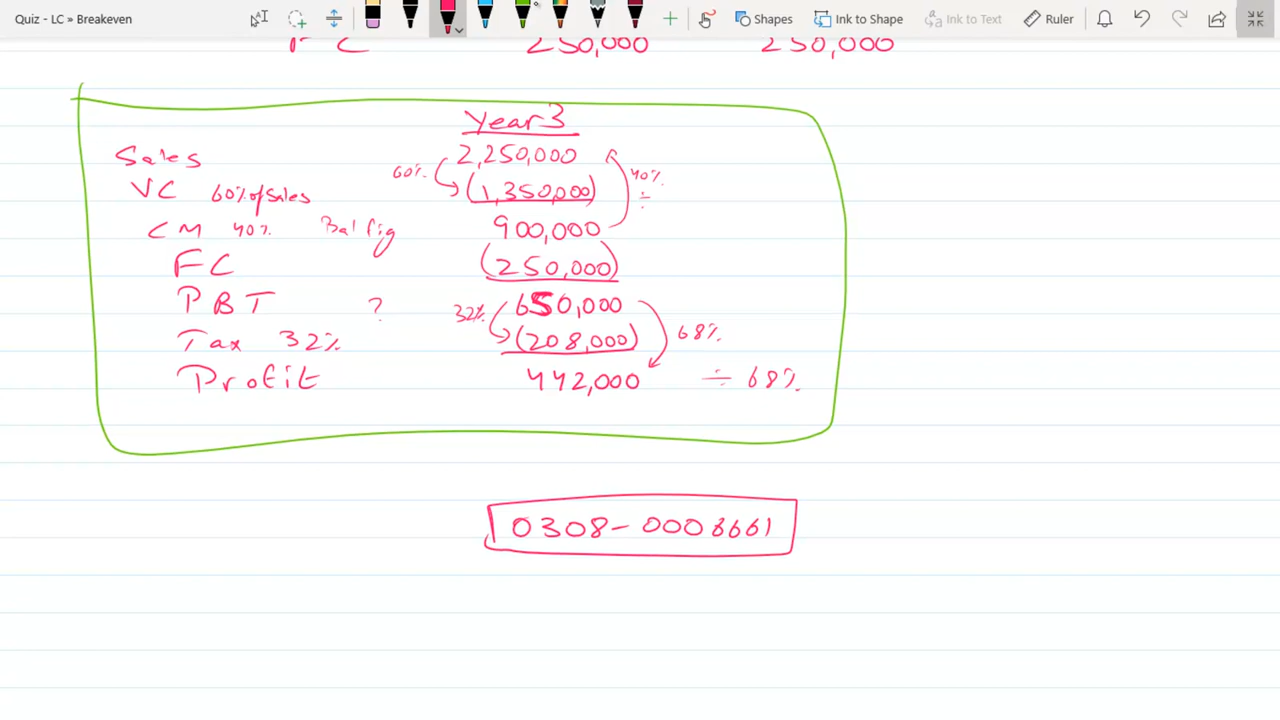 Quiz - LC » Breakeven
Shapes
Ink to Shape
Ink to Text
Ruler
FC 250,000 250,000
Year 3
Sales 2,250,000
60% 40%
VC 60% of Sales (1,350,000) ÷
CM 40% Bal fig 900,000
FC (250,000)
PBT ? 32% 650,000
Tax 32% (208,000) 68%
Profit 442,000 ÷ 68%
0308-0006661